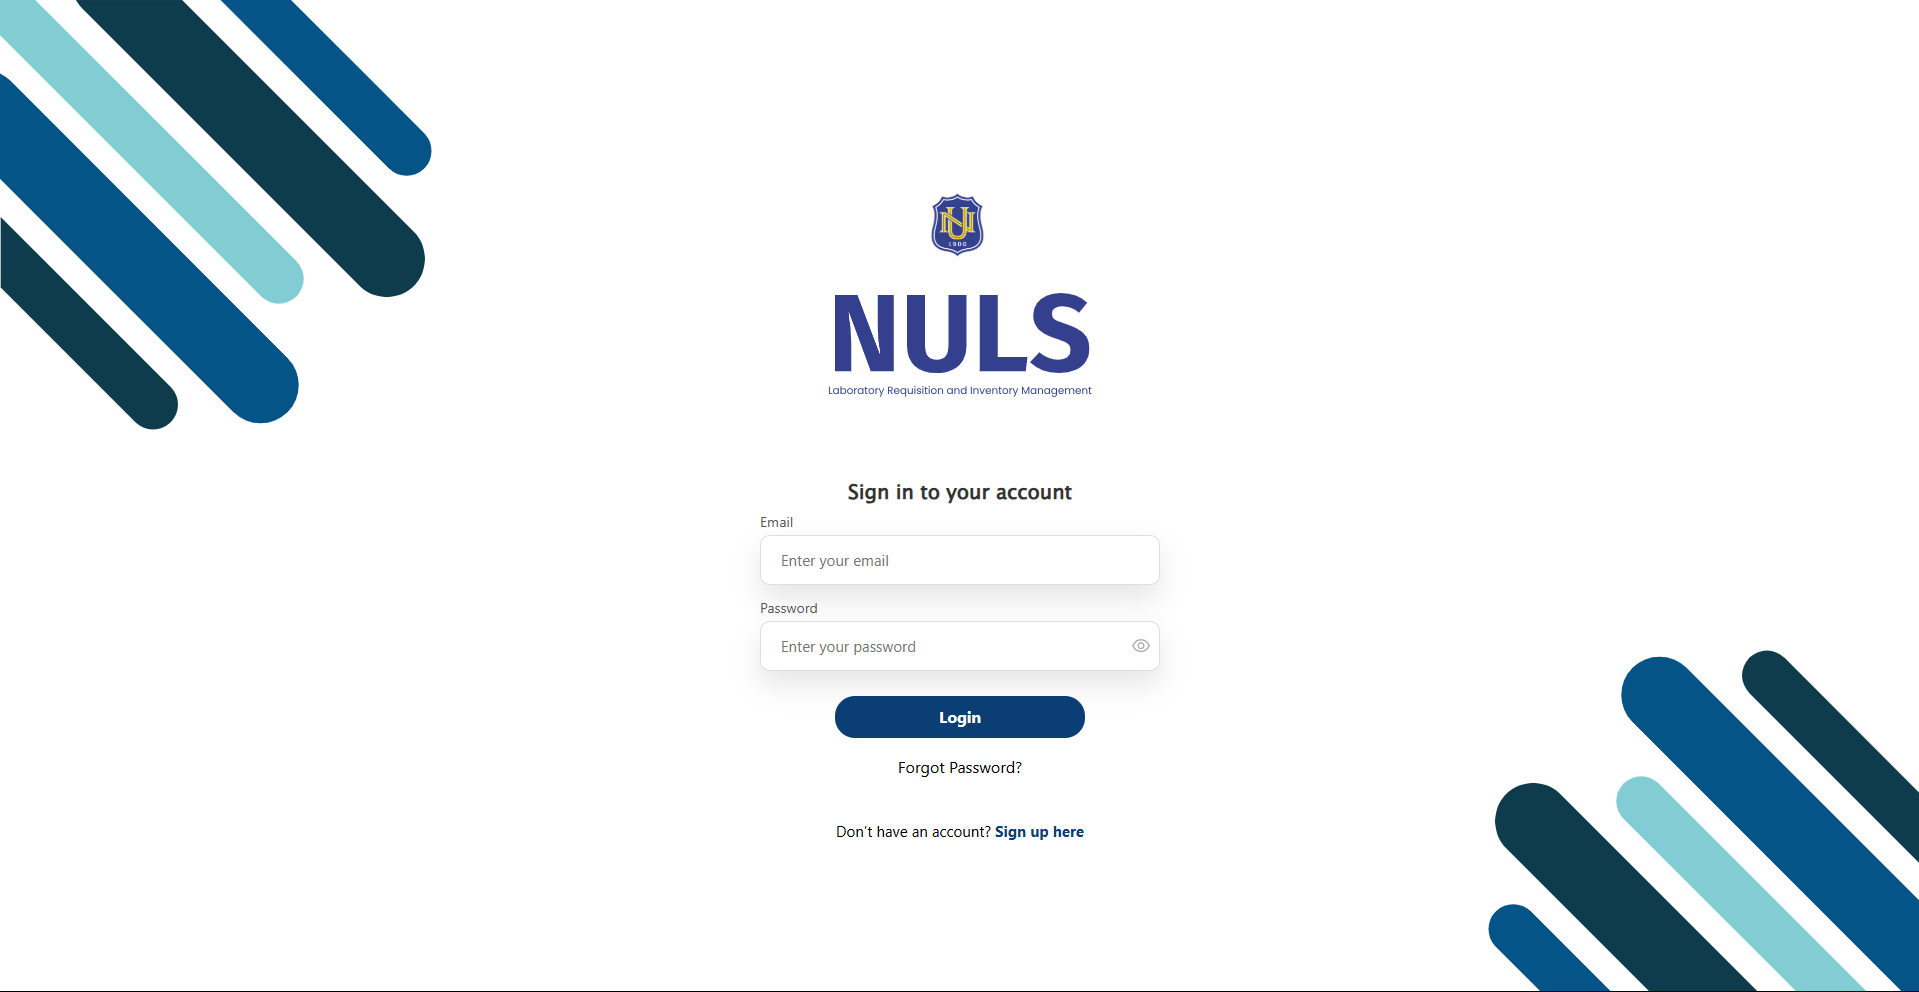 NU
1900
NULS
Laboratory Requisition and Inventory Management
Sign in to your account
Email
Enter your email
Password
Enter your password
Login
Forgot Password?
Don't have an account? Sign up here